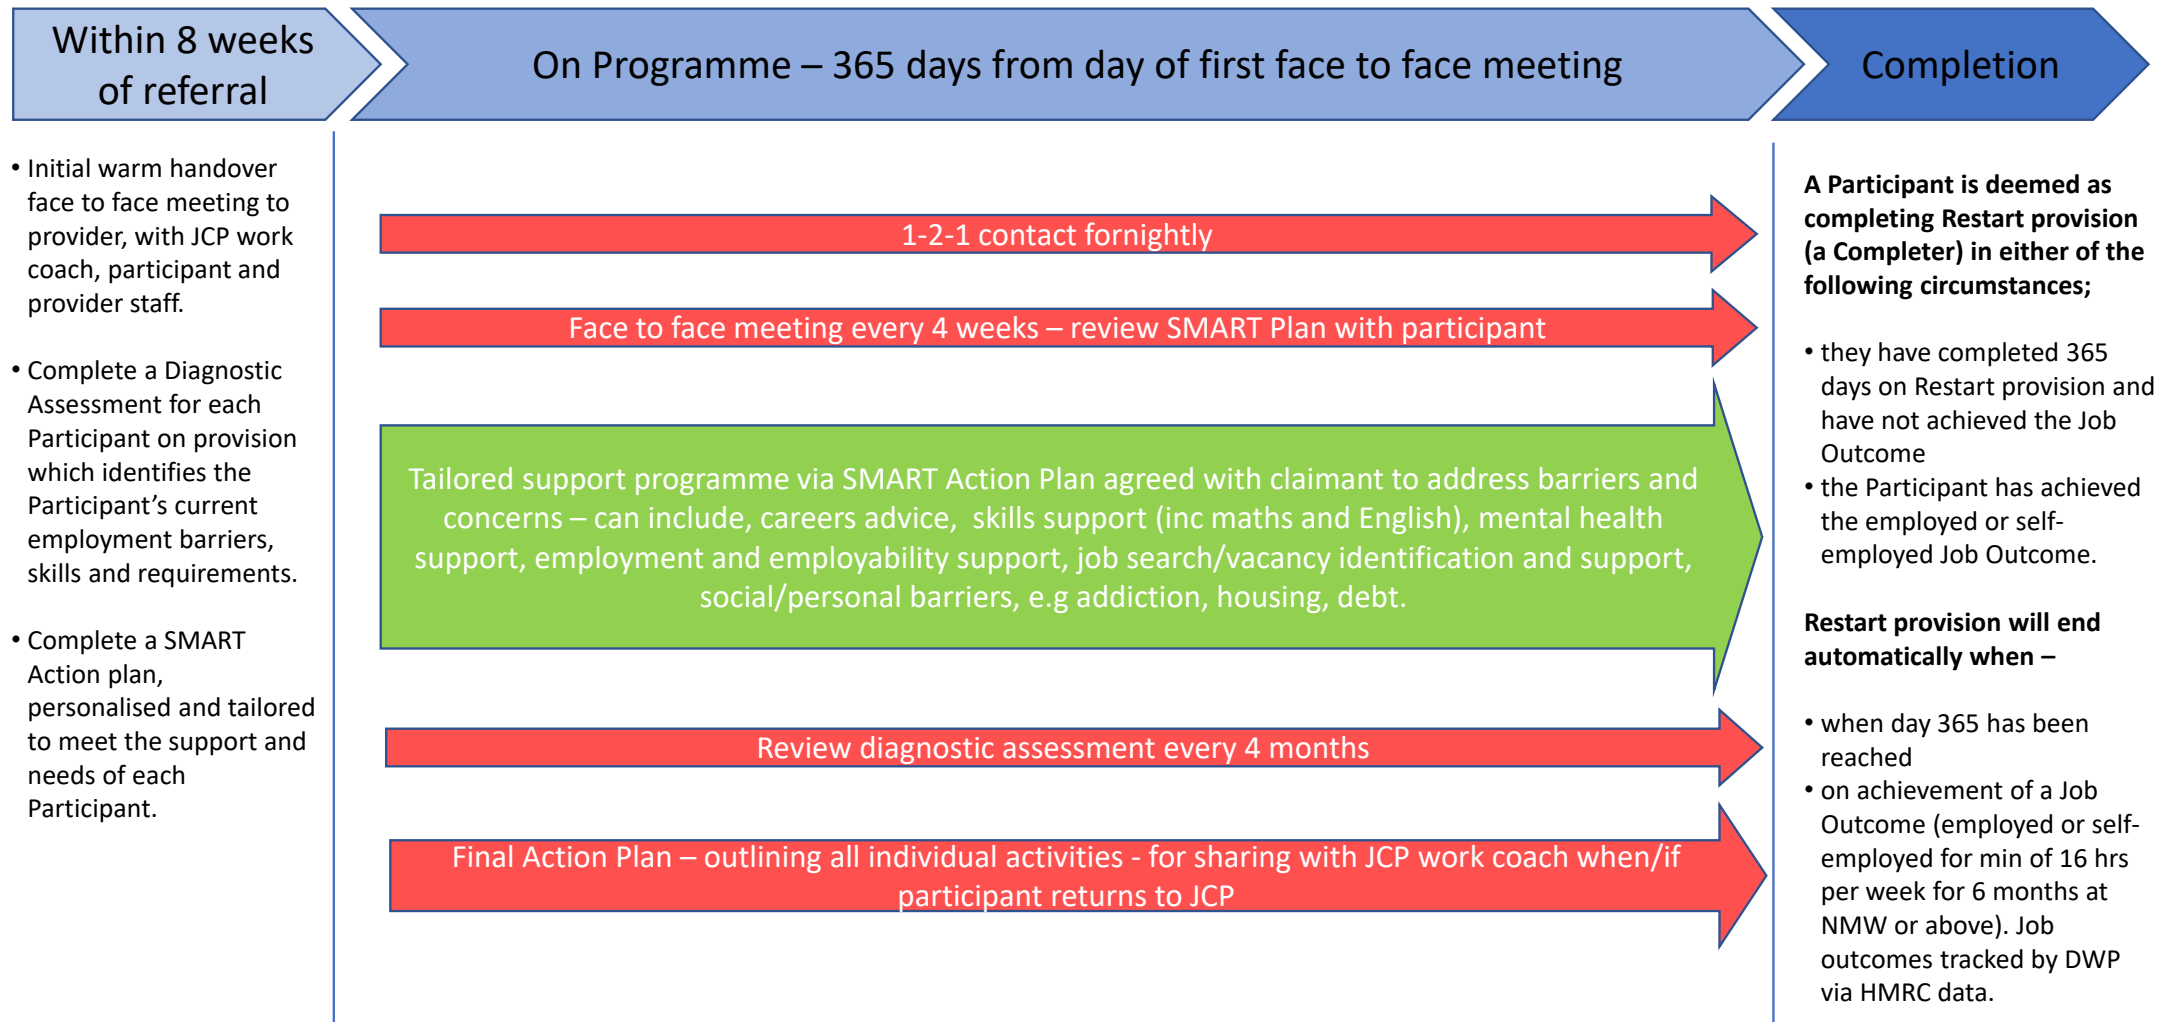 Within 8 weeks
of referral
On Programme – 365 days from day of first face to face meeting
Completion
• Initial warm handover
face to face meeting to
provider, with JCP work
coach, participant and
provider staff.
• Complete a Diagnostic
Assessment for each
Participant on provision
which identifies the
Participant's current
employment barriers,
skills and requirements.
• Complete a SMART
Action plan,
personalised and tailored
to meet the support and
needs of each
Participant.
1-2-1 contact fornightly
Face to face meeting every 4 weeks – review SMART Plan with participant
Tailored support programme via SMART Action Plan agreed with claimant to address barriers and
concerns – can include, careers advice, skills support (inc maths and English), mental health
support, employment and employability support, job search/vacancy identification and support,
social/personal barriers, e.g addiction, housing, debt.
Review diagnostic assessment every 4 months
Final Action Plan – outlining all individual activities - for sharing with JCP work coach when/if
participant returns to JCP
A Participant is deemed as
completing Restart provision
(a Completer) in either of the
following circumstances;
• they have completed 365
days on Restart provision and
have not achieved the Job
Outcome
• the Participant has achieved
the employed or self-
employed Job Outcome.
Restart provision will end
automatically when –
• when day 365 has been
reached
• on achievement of a Job
Outcome (employed or self-
employed for min of 16 hrs
per week for 6 months at
NMW or above). Job
outcomes tracked by DWP
via HMRC data.